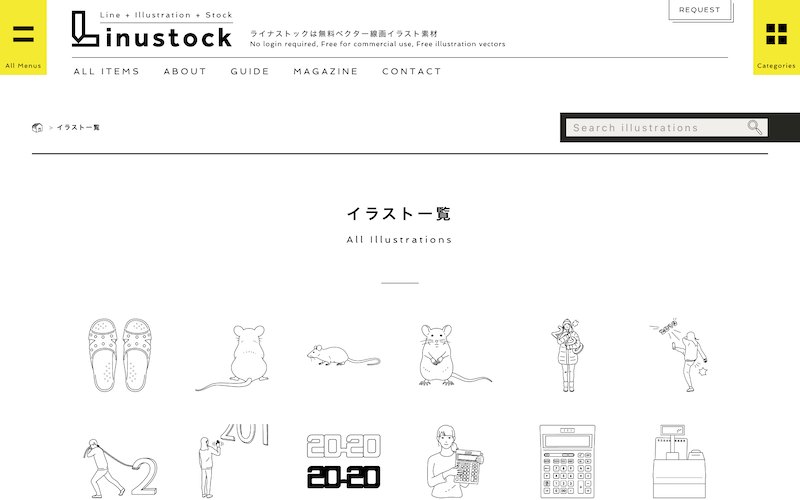 All Menus
Line + Illustration + Stock
Linustock
ライナストックは無料ベクター線画イラスト素材
No login required, Free for commercial use, Free illustration vectors
REQUEST
Categories
ALL ITEMS ABOUT GUIDE MAGAZINE CONTACT
> イラスト一覧
Search illustrations
イラスト一覧
All Illustrations
2
201
20-20
20-20